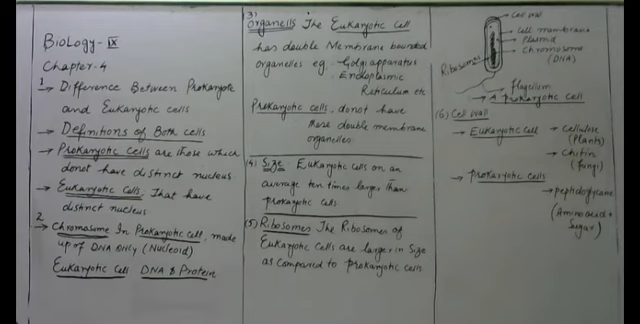 Biology - IX
Chapter-4
1
→ Difference Between Prokaryote
and Eukaryotic cells
→ Definitions of Both cells
→ Prokaryotic cells are those which
donot have distinct nucleus
→ Eukaryotic cells. That have
distinct nucleus
2
→ Chromosome In Prokaryotic cell, made
up of DNA only (Nucleoid)
Eukaryotic cell DNA & Protein
3)
Organells The Eukaryotic Cell
has double Membrane bounded
organelles eg. Golgi apparatus
. Endoplasmic
Reticulum etc
Prokaryotic cells, donot have
these double membrane
organelles
(4) Size. Eukaryotic cells on an
average ten times larger than
prokaryotic cells
(5) Ribosomes The Ribosomes of
Eukaryotic Cells are larger in Size
as compared to prokaryotic cells
→ Cell wall
→ Cell membrane
→ Plasmid
→ Chromosome
(DNA)
Ribosomes
→ flagellum
→ A prokaryotic cell
(6) Cell wall
→ Eukaryotic cell → Cellulose
(Plants)
→ Chitin
(fungi)
→ prokaryotic cells
→ peptidoglycane
(Aminoacid +
Sugar)